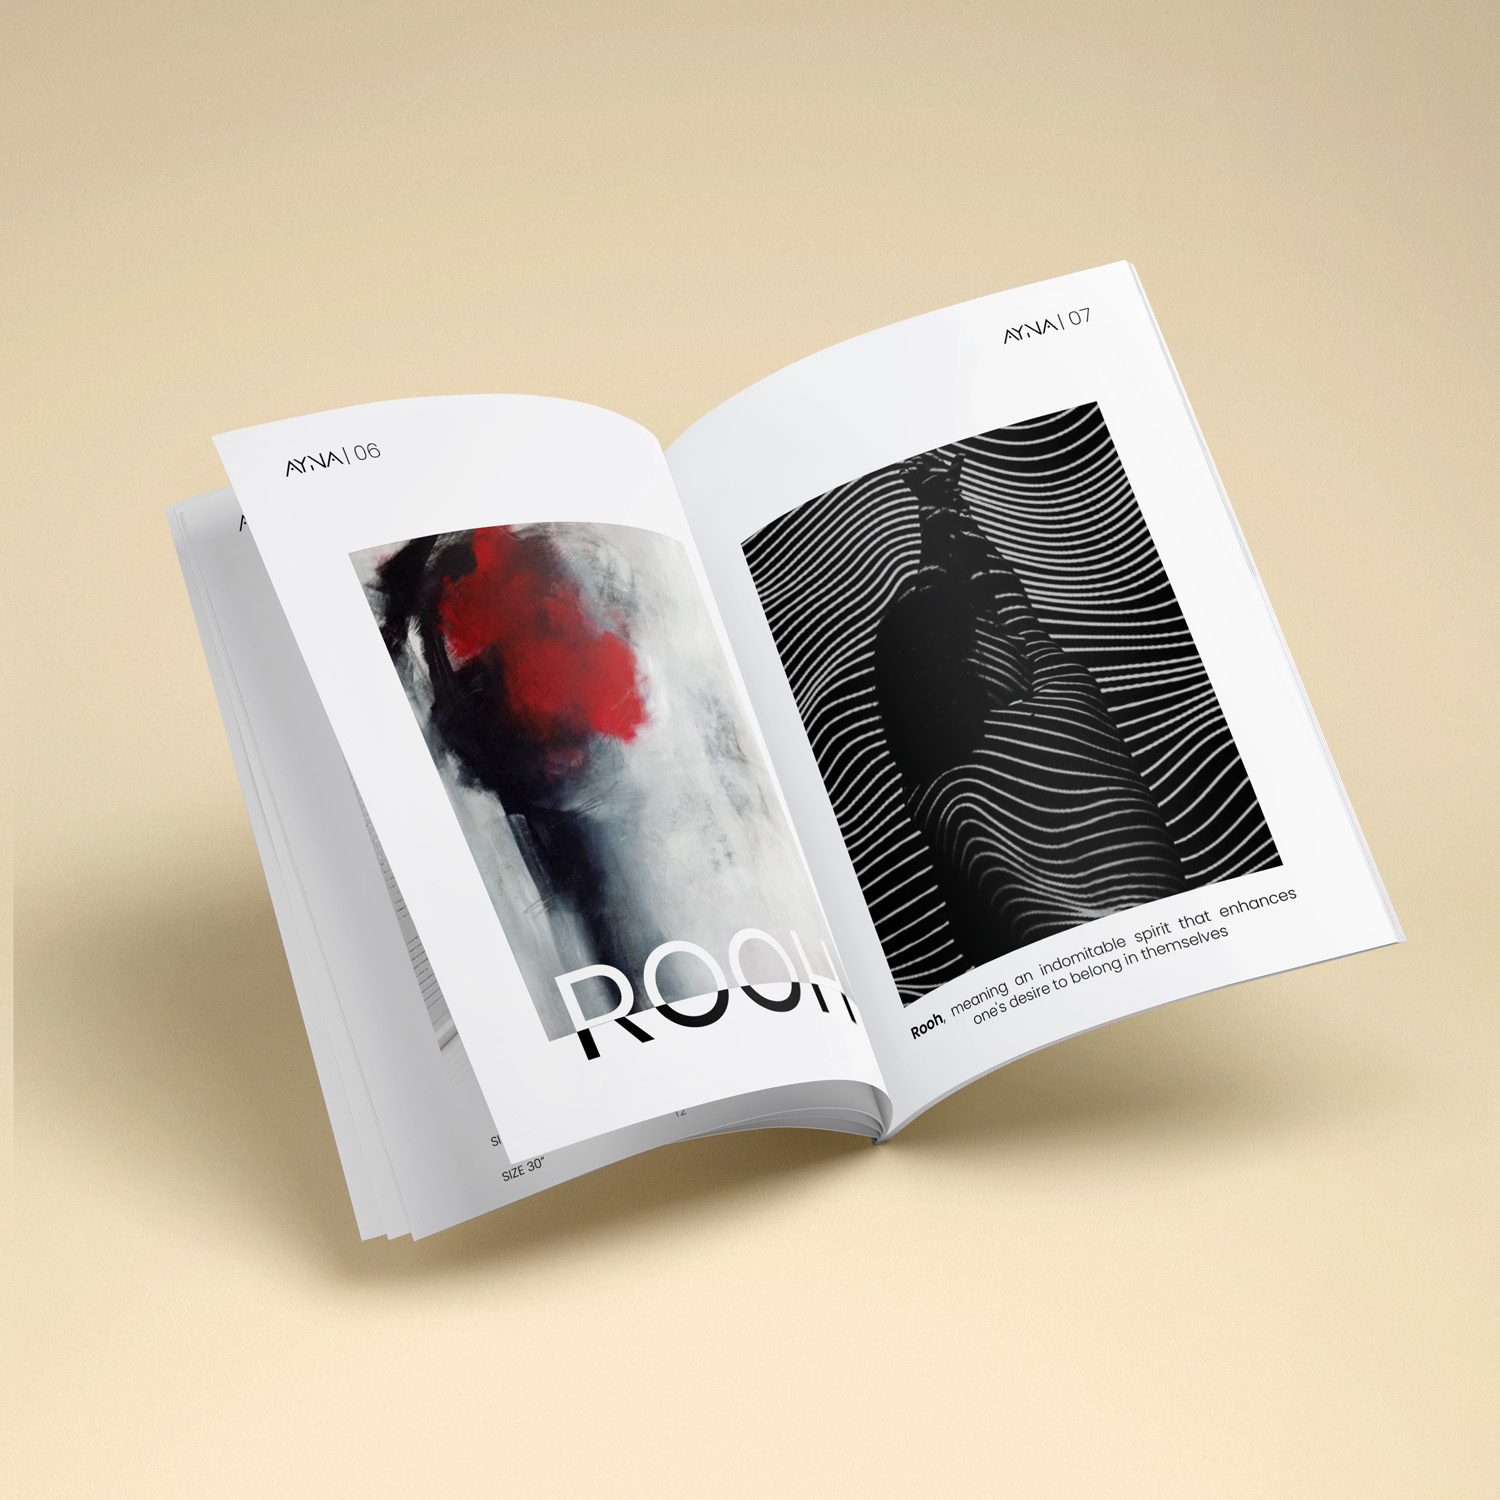 AYNA | 06
ROOH
SIZE 30"
12
AYNA | 07
Rooh, meaning an indomitable spirit that enhances
one's desire to belong in themselves